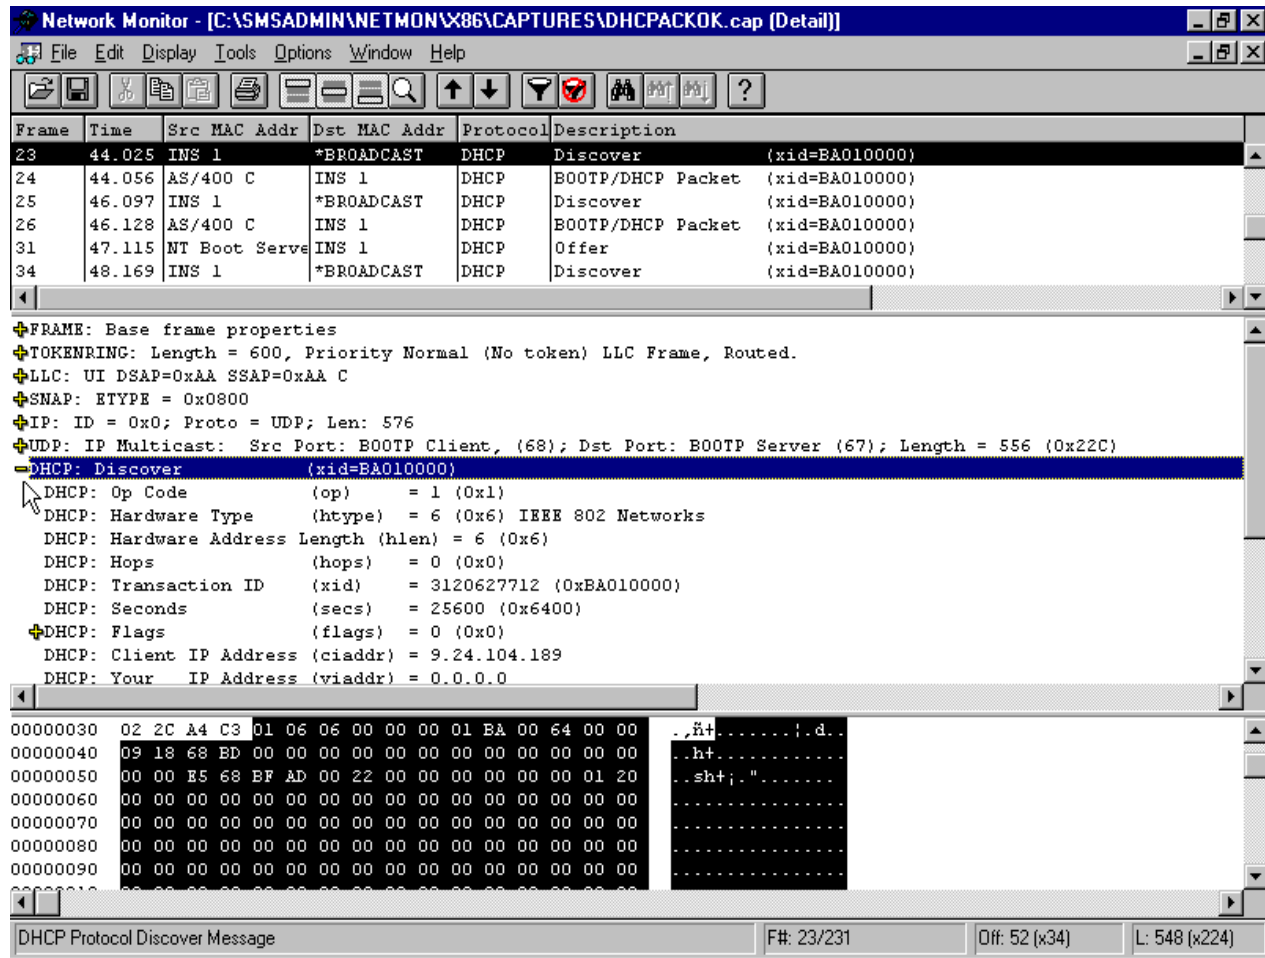 Network Monitor - [C:\SMSADMIN\NETMON\X86\CAPTURES\DHCPACKOK.cap (Detail)]
File Edit Display Tools Options Window Help
Frame Time Src MAC Addr Dst MAC Addr Protocol Description
23 44.025 INS 1 *BROADCAST DHCP Discover (xid=BA010000)
24 44.056 AS/400 C INS 1 DHCP BOOTP/DHCP Packet (xid=BA010000)
25 46.097 INS 1 *BROADCAST DHCP Discover (xid=BA010000)
26 46.128 AS/400 C INS 1 DHCP BOOTP/DHCP Packet (xid=BA010000)
31 47.115 NT Boot Serve INS 1 DHCP Offer (xid=BA010000)
34 48.169 INS 1 *BROADCAST DHCP Discover (xid=BA010000)
FRAME: Base frame properties
TOKENRING: Length = 600, Priority Normal (No token) LLC Frame, Routed.
LLC: UI DSAP=0xAA SSAP=0xAA C
SNAP: ETYPE = 0x0800
IP: ID = 0x0; Proto = UDP; Len: 576
UDP: IP Multicast: Src Port: BOOTP Client, (68); Dst Port: BOOTP Server (67); Length = 556 (0x22C)
DHCP: Discover (xid=BA010000)
DHCP: Op Code (op) = 1 (0x1)
DHCP: Hardware Type (htype) = 6 (0x6) IEEE 802 Networks
DHCP: Hardware Address Length (hlen) = 6 (0x6)
DHCP: Hops (hops) = 0 (0x0)
DHCP: Transaction ID (xid) = 3120627712 (0xBA010000)
DHCP: Seconds (secs) = 25600 (0x6400)
DHCP: Flags (flags) = 0 (0x0)
DHCP: Client IP Address (ciaddr) = 9.24.104.189
DHCP: Your IP Address (yiaddr) = 0.0.0.0
00000030 02 2C A4 C3 01 06 06 00 00 00 01 BA 00 64 00 00 .,ñ+.......¦.d..
00000040 09 18 68 BD 00 00 00 00 00 00 00 00 00 00 00 00 ..h+............
00000050 00 00 E5 68 BF AD 00 22 00 00 00 00 00 00 01 20 ..sh+¡.".......
00000060 00 00 00 00 00 00 00 00 00 00 00 00 00 00 00 00 ................
00000070 00 00 00 00 00 00 00 00 00 00 00 00 00 00 00 00 ................
00000080 00 00 00 00 00 00 00 00 00 00 00 00 00 00 00 00 ................
00000090 00 00 00 00 00 00 00 00 00 00 00 00 00 00 00 00 ................
DHCP Protocol Discover Message F#: 23/231 Off: 52 (x34) L: 548 (x224)